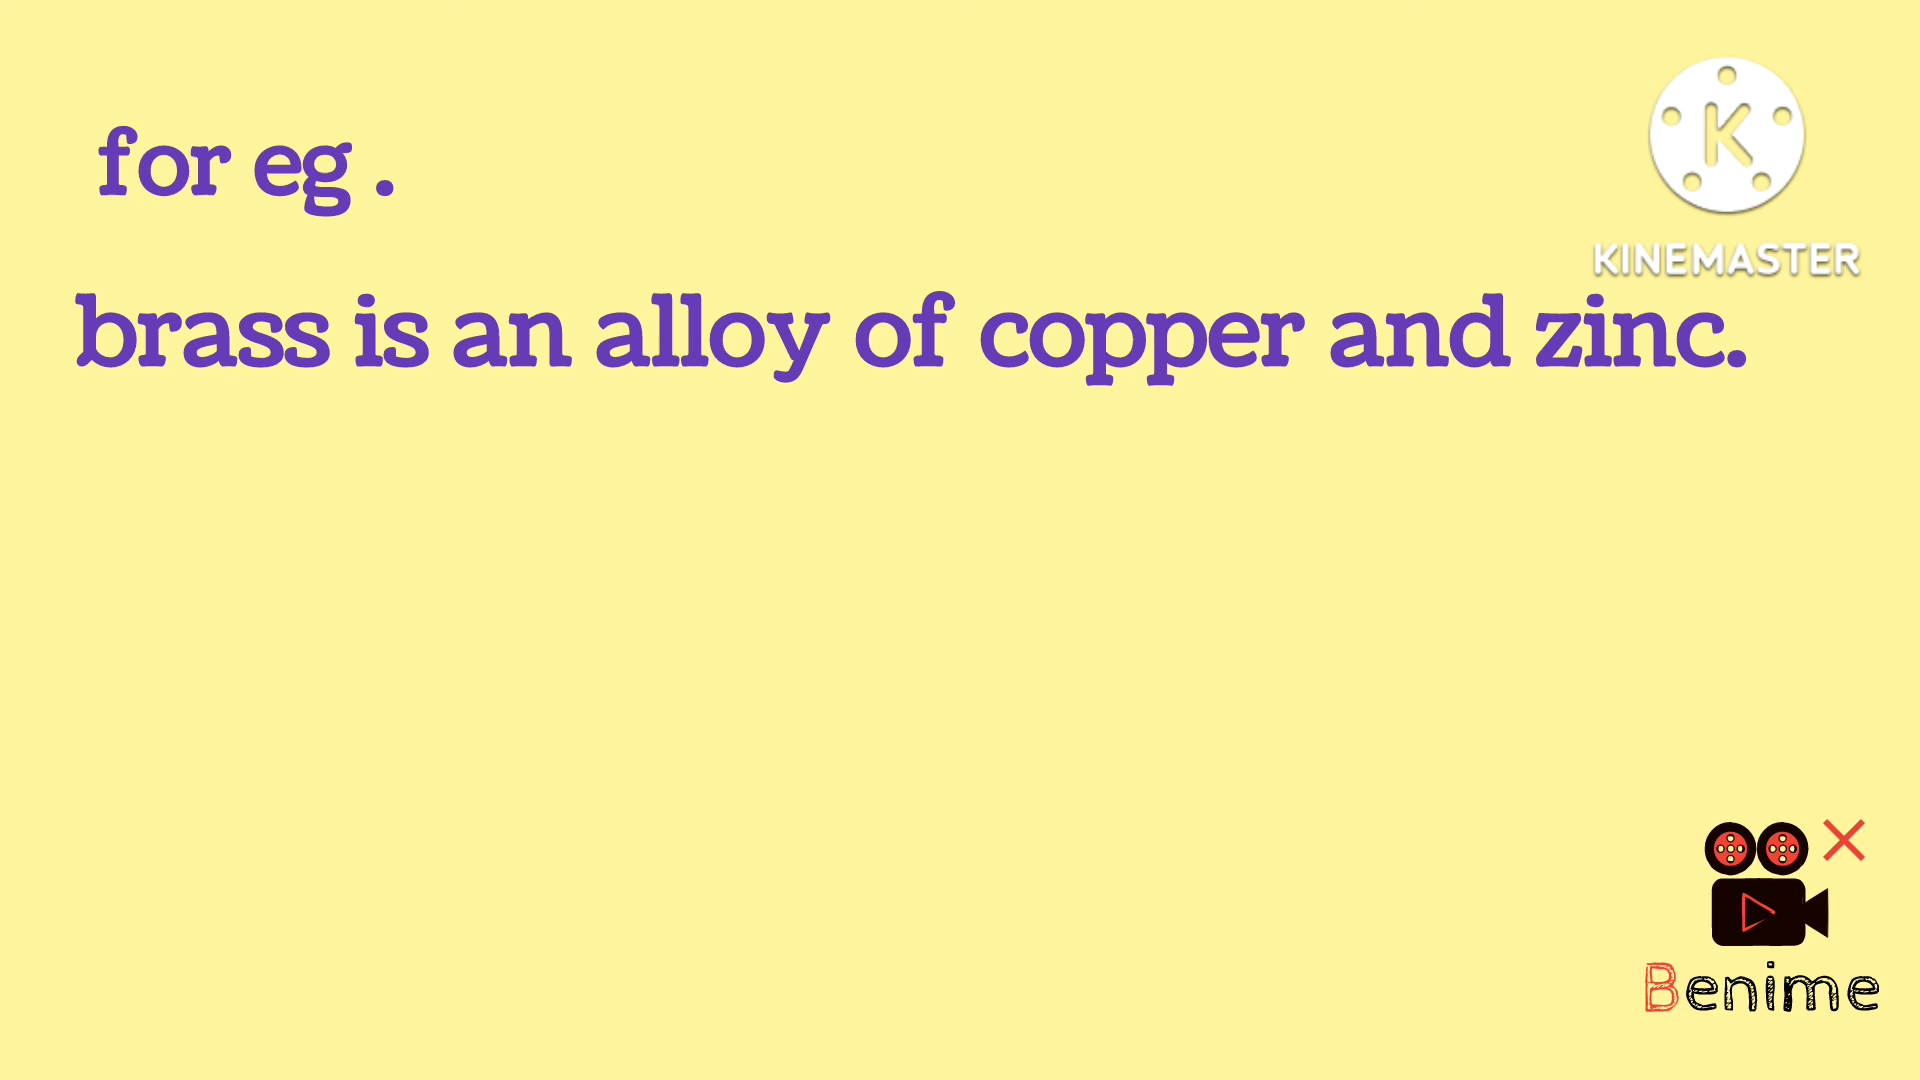 for eg .
KINEMASTER
brass is an alloy of copper and zinc.
Benime